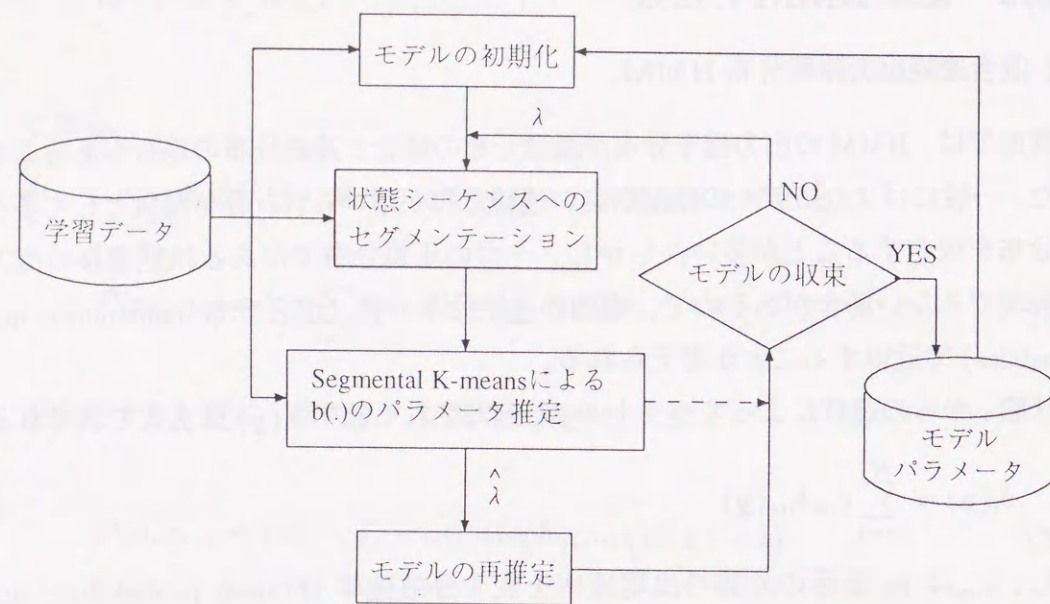 モデルの初期化
λ
学習データ
状態シーケンスへの
セグメンテーション
NO
YES
モデルの収束
Segmental K-meansによる
b()のパラメータ推定
モデル
パラメータ
λ̂
モデルの再推定